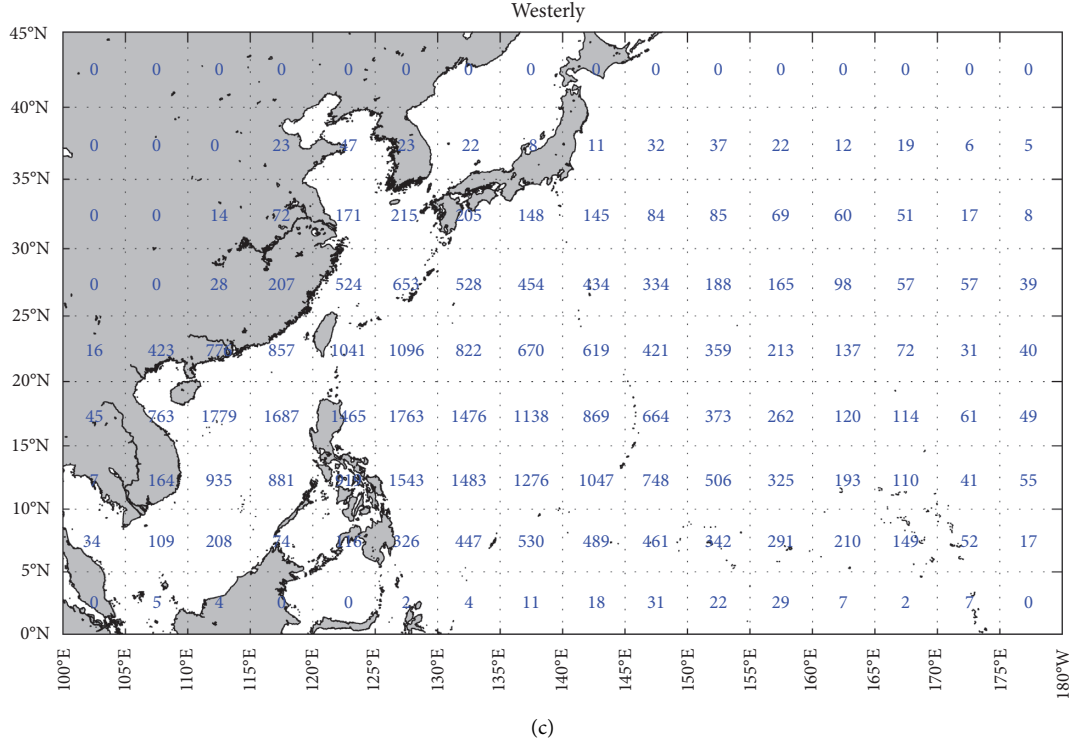 Westerly
45°N
0 0 0 0 0 0 0 0 0 0 0 0 0 0 0 0
40°N
0 0 0 23 47 23 22 8 11 32 37 22 12 19 6 5
35°N
0 0 14 72 171 215 205 148 145 84 85 69 60 51 17 8
30°N
0 0 28 207 524 653 528 454 434 334 188 165 98 57 57 39
25°N
16 423 857 1041 1096 822 670 619 421 359 213 137 72 31 40
20°N
45 763 1779 1687 1465 1763 1476 1138 869 664 373 262 120 114 61 49
15°N
7 164 935 881 1543 1483 1276 1047 748 506 325 193 110 41 55
10°N
34 109 208 74 116 326 447 530 489 461 342 291 210 149 52 17
5°N
0 5 4 0 0 2 4 11 18 31 22 29 7 2 7 0
0°N
100°E 105°E 110°E 115°E 120°E 125°E 130°E 135°E 140°E 145°E 150°E 155°E 160°E 165°E 170°E 175°E 180°W
(c)